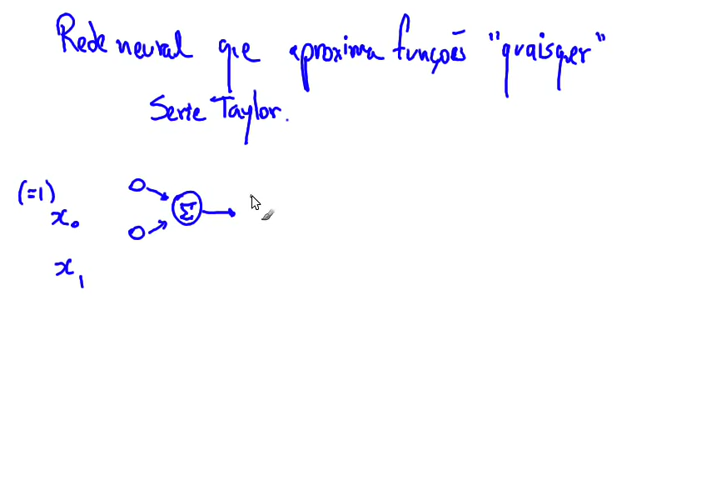 Rede neural que aproxima funções "quaisquer"
Serie Taylor.
(=1)
x₀
Σ
x₁